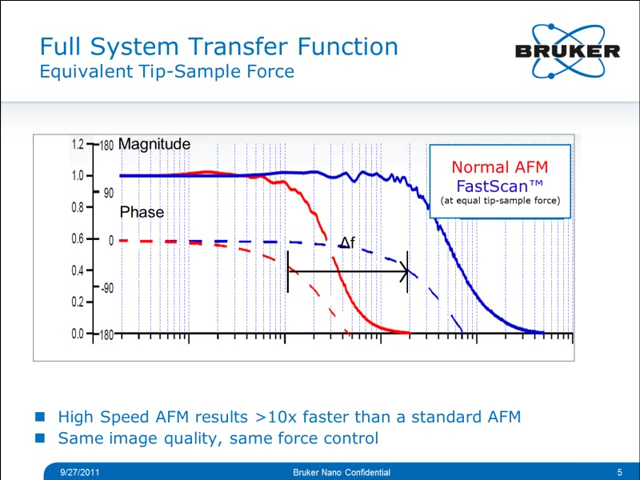 Full System Transfer Function
Equivalent Tip-Sample Force
BRUKER
1.2
180
Magnitude
1.0
90
0.8
Phase
0.6
0
Δf
0.4
-90
0.2
0.0
-180
Normal AFM
FastScan™
(at equal tip-sample force)
High Speed AFM results >10x faster than a standard AFM
Same image quality, same force control
9/27/2011
Bruker Nano Confidential
5